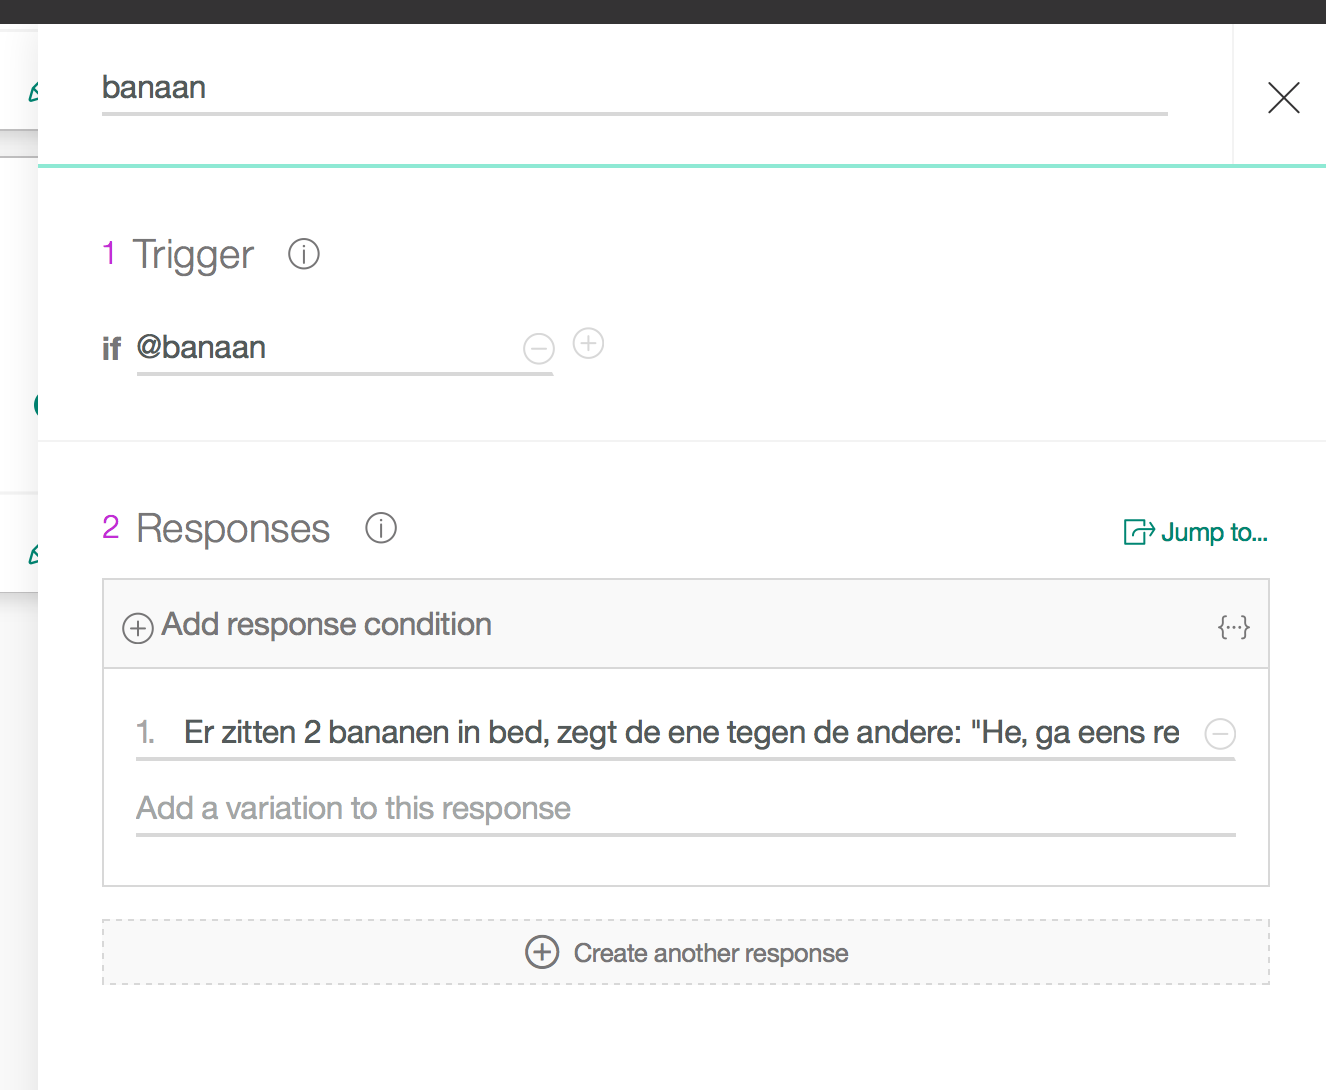 banaan
1 Trigger
if @banaan
2 Responses
Jump to...
Add response condition
1. Er zitten 2 bananen in bed, zegt de ene tegen de andere: "He, ga eens re
Add a variation to this response
Create another response